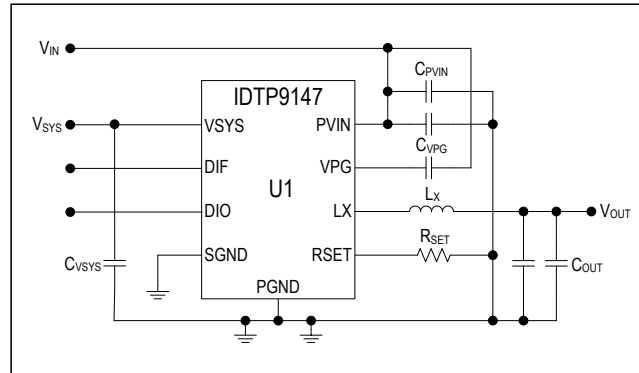 VIN
CPVIN
IDTP9147
VSYS
VSYS
PVIN
CVPG
DIF
VPG
U1
LX
DIO
LX
VOUT
RSET
SGND
RSET
CVSYS
COUT
PGND